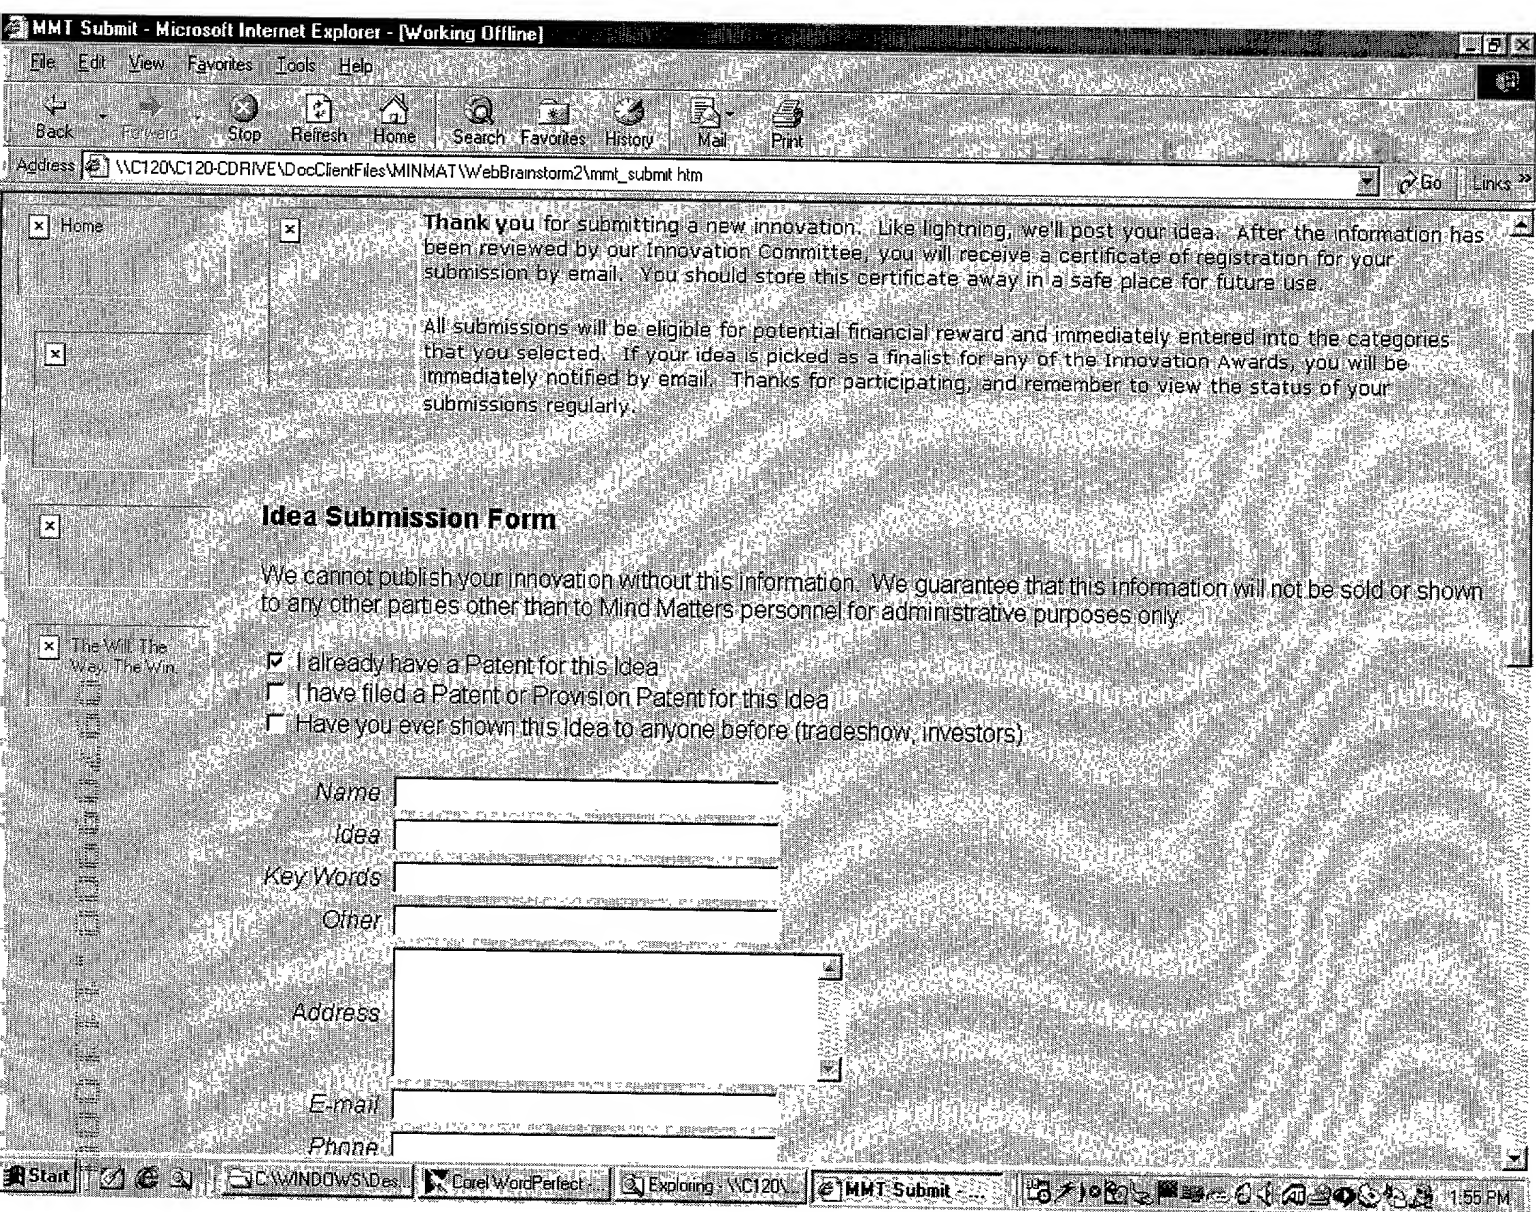 MMT Submit - Microsoft Internet Explorer - [Working Offline]
File Edit View Favorites Tools Help
Back Forward Stop Refresh Home Search Favorites History Mail Print
Address \\C120\C120-CDRIVE\DocClientFiles\MINMAT\WebBrainstorm2\mmt_submit htm Go Links »
Home
Thank you for submitting a new innovation. Like lightning, we'll post your idea. After the information has
been reviewed by our Innovation Committee, you will receive a certificate of registration for your
submission by email. You should store this certificate away in a safe place for future use.
All submissions will be eligible for potential financial reward and immediately entered into the categories
that you selected. If your idea is picked as a finalist for any of the Innovation Awards, you will be
immediately notified by email. Thanks for participating, and remember to view the status of your
submissions regularly.
Idea Submission Form
We cannot publish your innovation without this information. We guarantee that this information will not be sold or shown
to any other parties other than to Mind Matters personnel for administrative purposes only.
The Will. The
Way. The Win.
I already have a Patent for this Idea
I have filed a Patent or Provision Patent for this Idea
Have you ever shown this Idea to anyone before (tradeshow, investors)
Name
Idea
Key Words
Other
Address
E-mail
Phone
Start C:\WINDOWS\Des... Corel WordPerfect - ... Exploring - \\C120\... MMT Submit - ... 1:55 PM